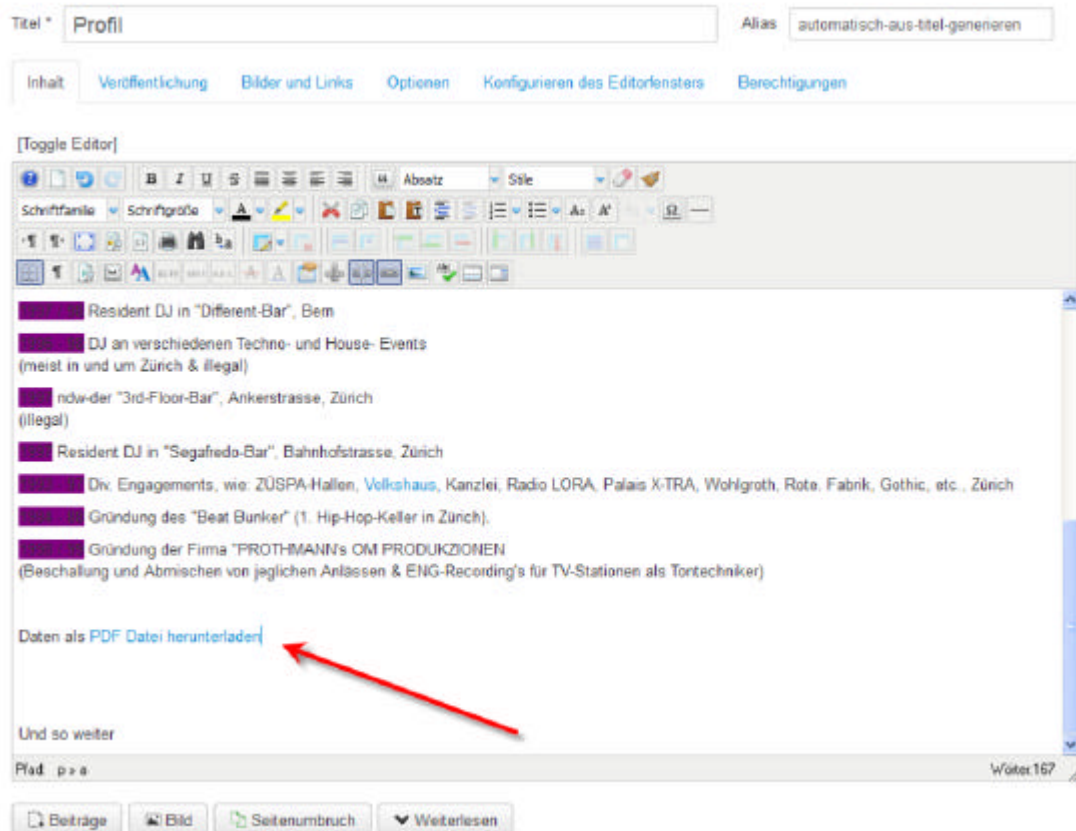 Titel * Profil Alias automatisch-aus-titel-generieren
Inhalt Veröffentlichung Bilder und Links Optionen Konfigurieren des Editorfensters Berechtigungen
[Toggle Editor]
B I U S Absatz Stile
Schriftfamilie Schriftgröße A Ω
Resident DJ in "Different-Bar", Bern
DJ an verschiedenen Techno- und House- Events
(meist in und um Zürich & illegal)
ndw-der "3rd-Floor-Bar", Ankerstrasse, Zürich
(illegal)
Resident DJ in "Segafredo-Bar", Bahnhofstrasse, Zürich
Div. Engagements, wie: ZÜSPA-Hallen, Volkshaus, Kanzlei, Radio LORA, Palais X-TRA, Wohlgroth, Rote. Fabrik, Gothic, etc., Zürich
Gründung des "Beat Bunker" (1. Hip-Hop-Keller in Zürich).
Gründung der Firma "PROTHMANN's OM PRODUKZIONEN
(Beschallung und Abmischen von jeglichen Anlässen & ENG-Recording's für TV-Stationen als Tontechniker)
Daten als PDF Datei herunterladen
Und so weiter
Pfad: p » a Wörter:167
Beiträge Bild Seitenumbruch Weiterlesen